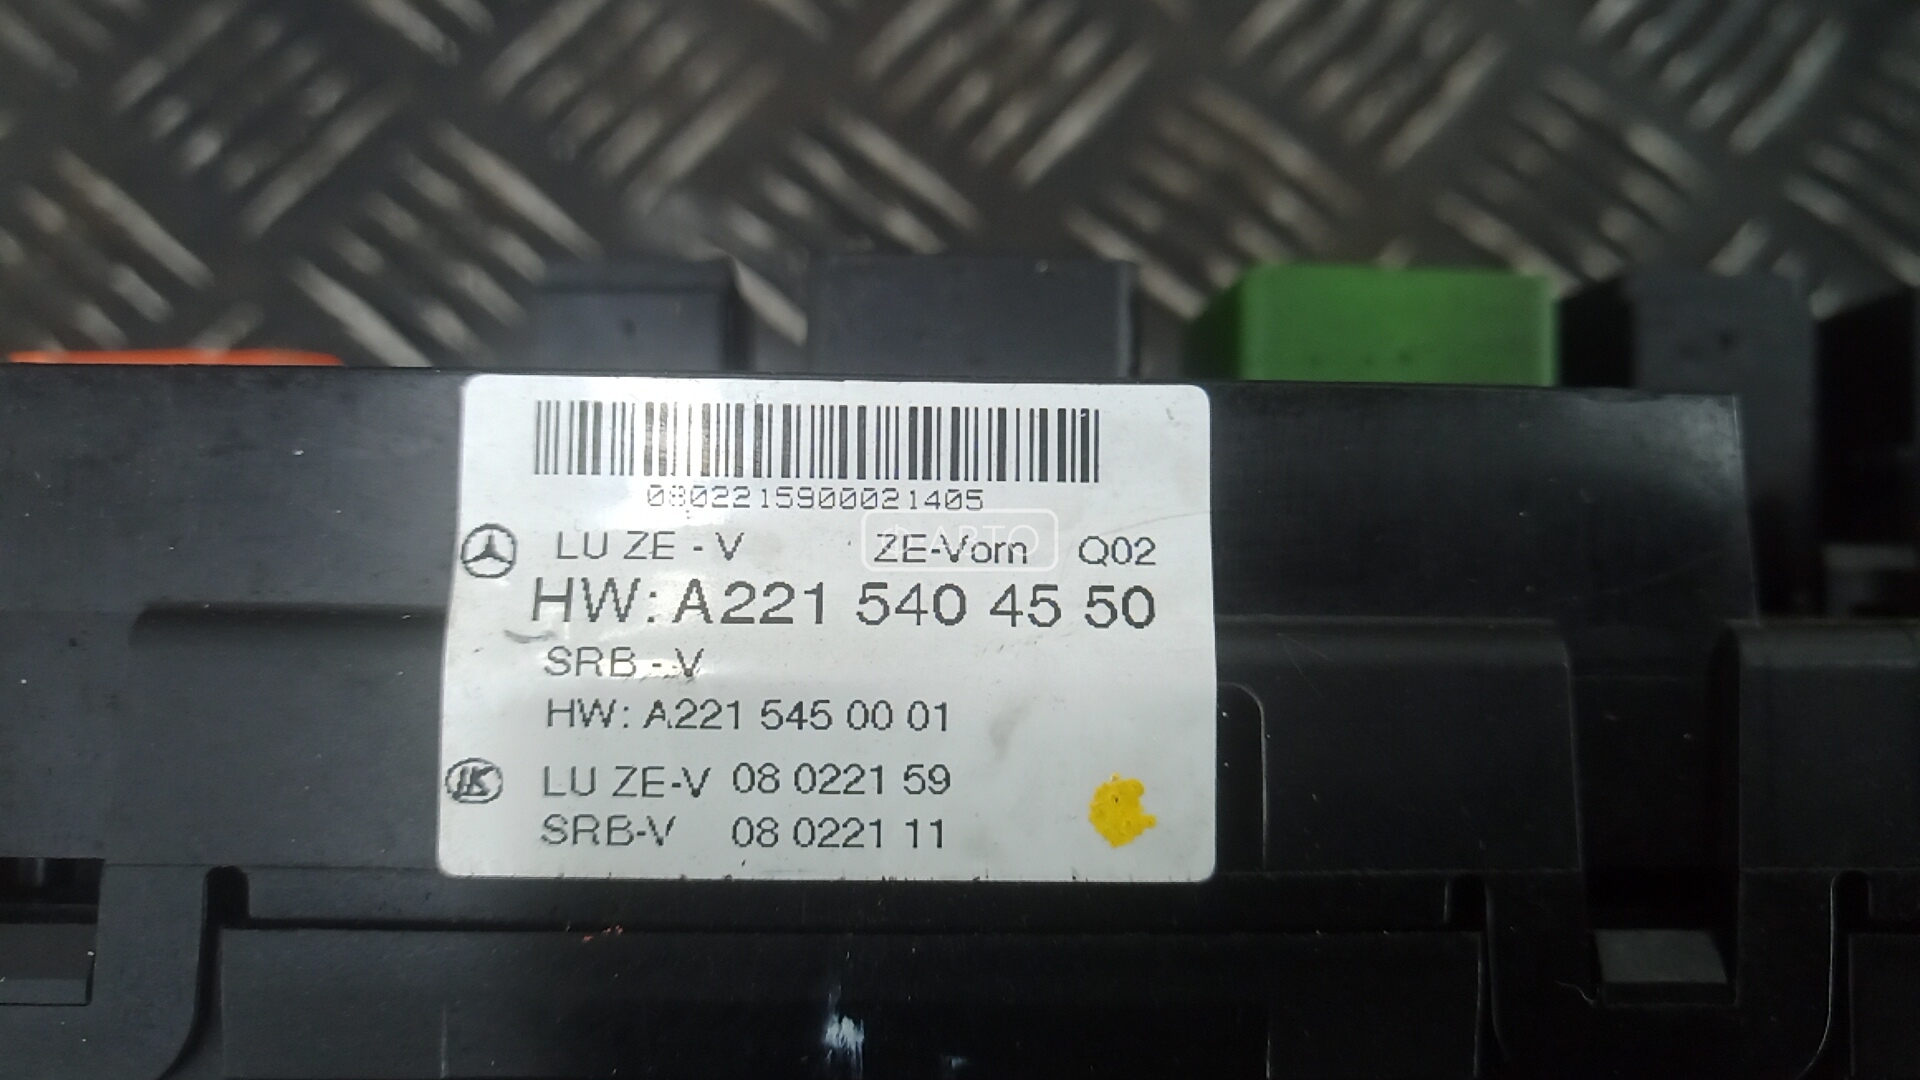 0802215900021405
LU ZE - V ZE-Vorn Q02
HW: A221 540 45 50
SRB - V
HW: A221 545 00 01
LK LU ZE-V 08 0221 59
SRB-V 08 0221 11